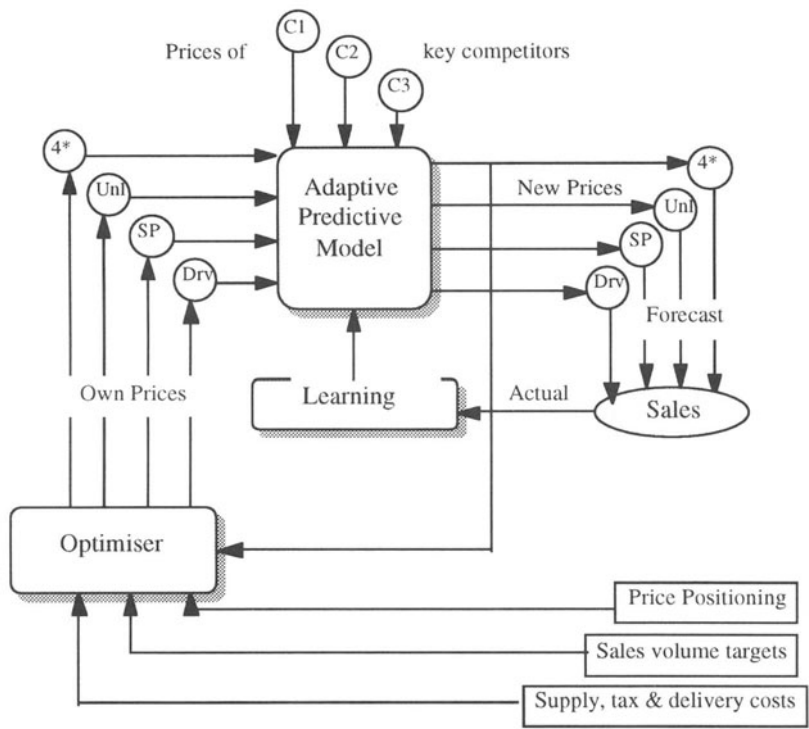 C1
Prices of
C2
key competitors
C3
4*
4*
Adaptive
Predictive
Model
Unl
New Prices
Unl
SP
SP
Drv
Drv
Forecast
Own Prices
Learning
Actual
Sales
Optimiser
Price Positioning
Sales volume targets
Supply, tax & delivery costs